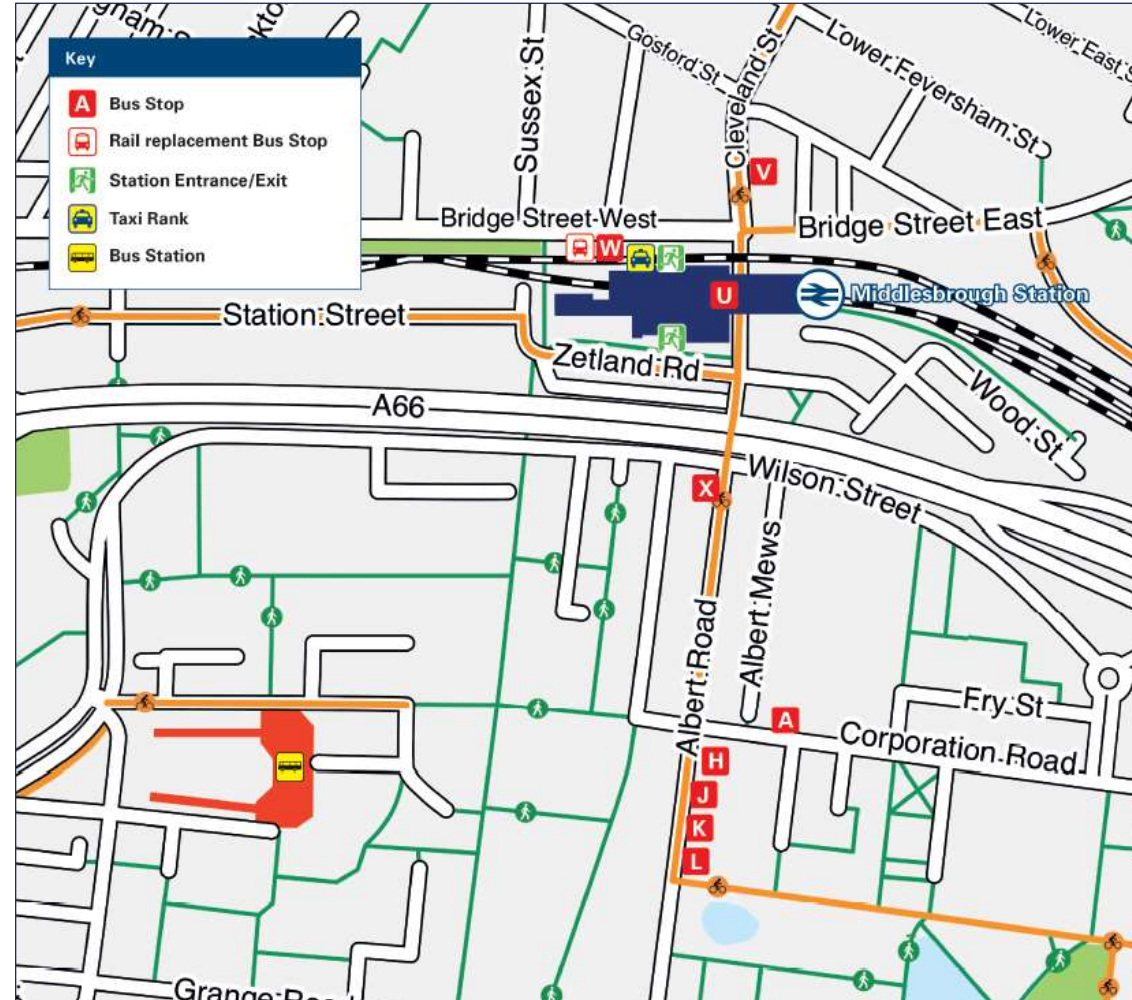 Key
A Bus Stop
Rail replacement Bus Stop
Station Entrance/Exit
Taxi Rank
Bus Station
Sussex St
Gosford St
Cleveland St
Lower Feversham St
Lower East S
V
Bridge Street West
Bridge Street East
W
U
Middlesbrough Station
Station Street
Zetland Rd
A66
Wood St
Wilson Street
X
Albert Mews
Albert Road
Fry St
A
Corporation Road
H
J
K
L
Grange